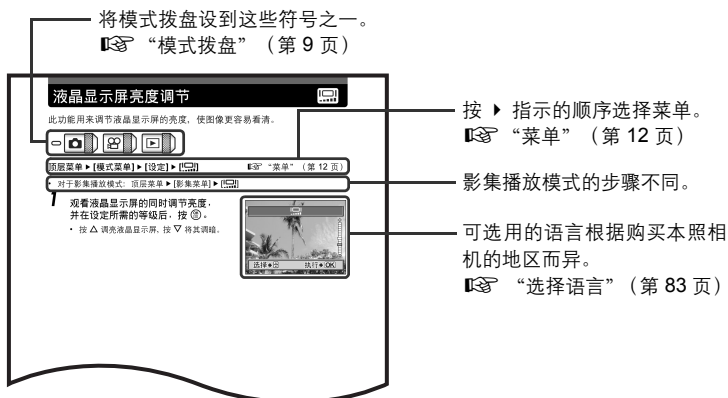 将模式拨盘设到这些符号之一。
“模式拨盘”（第 9 页）
液晶显示屏亮度调节
此功能用来调节液晶显示屏的亮度，使图像更容易看清。
顶层菜单 ▶ [模式菜单] ▶ [设定] ▶ [] “菜单”（第 12 页）
• 对于影集播放模式: 顶层菜单 ▶ [影集菜单] ▶ []
1 观看液晶显示屏的同时调节亮度，
并在设定所需的等级后，按 。
• 按 △ 调亮液晶显示屏, 按 ▽ 将其调暗。
选择 执行 OK
按 ▶ 指示的顺序选择菜单。
“菜单”（第 12 页）
影集播放模式的步骤不同。
可选用的语言根据购买本照相
机的地区而异。
“选择语言”（第 83 页）